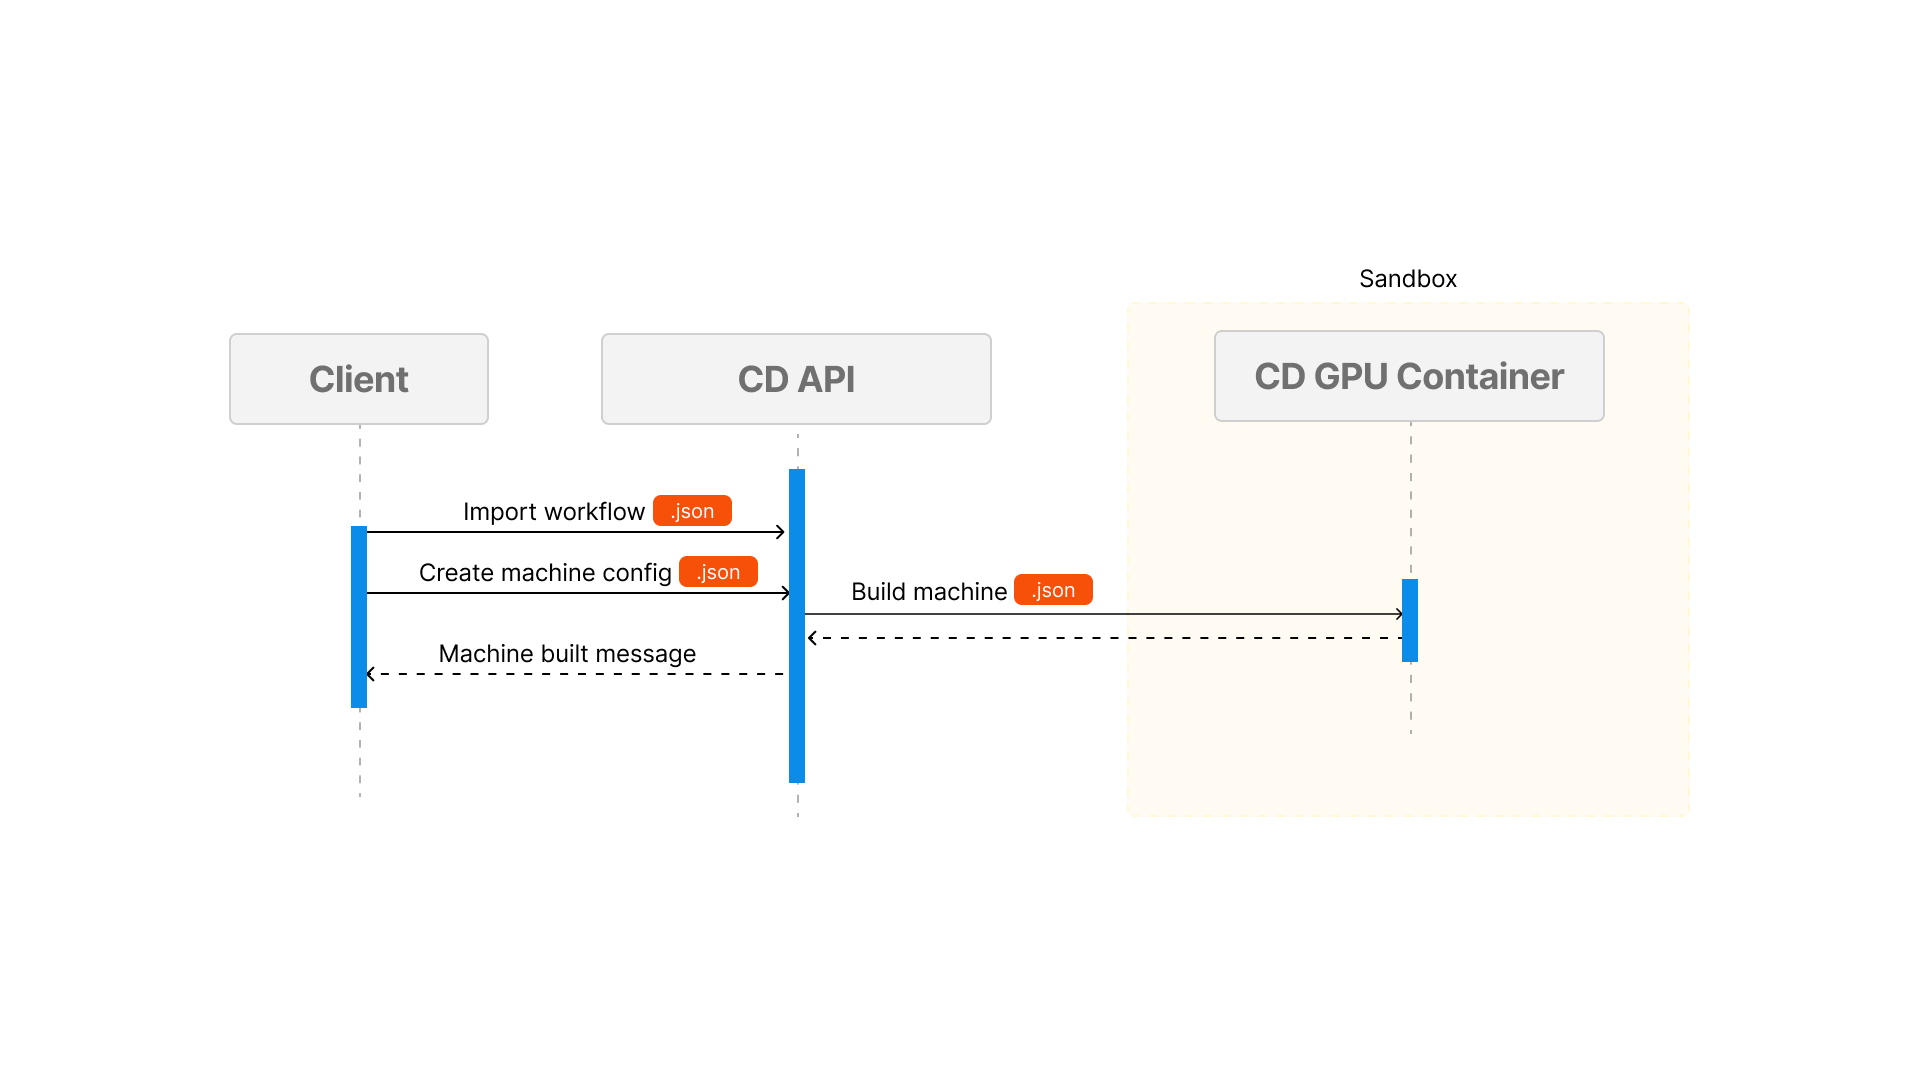 Sandbox
Client
CD API
CD GPU Container
Import workflow .json
Create machine config .json
Build machine .json
Machine built message